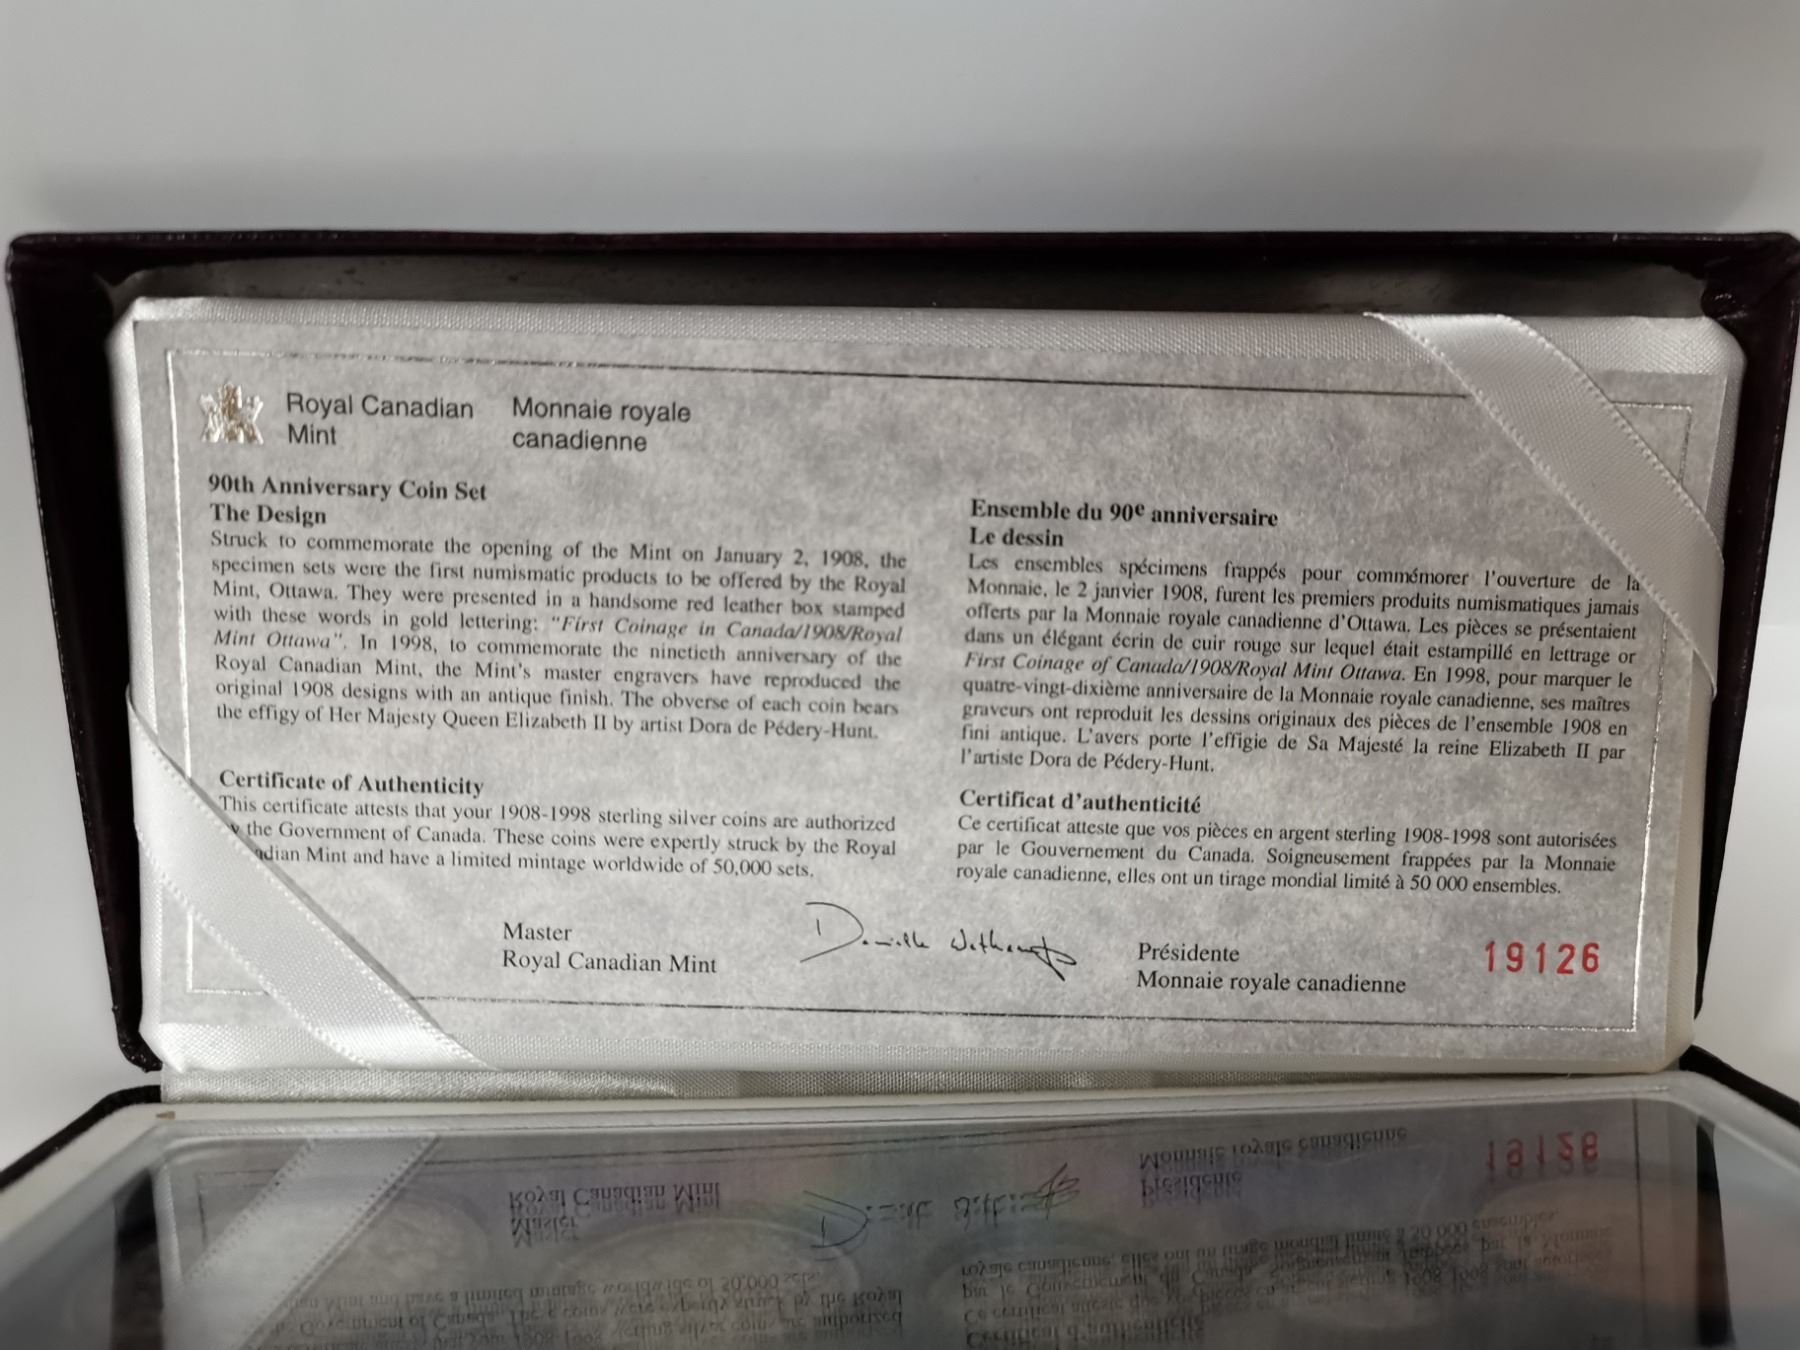 Royal Canadian
Mint
Monnaie royale
canadienne
90th Anniversary Coin Set
The Design
Struck to commemorate the opening of the Mint on January 2, 1908, the
specimen sets were the first numismatic products to be offered by the Royal
Mint, Ottawa. They were presented in a handsome red leather box stamped
with these words in gold lettering: "First Coinage in Canada/1908/Royal
Mint Ottawa". In 1998, to commemorate the ninetieth anniversary of the
Royal Canadian Mint, the Mint's master engravers have reproduced the
original 1908 designs with an antique finish. The obverse of each coin bears
the effigy of Her Majesty Queen Elizabeth II by artist Dora de Pédery-Hunt.
Certificate of Authenticity
This certificate attests that your 1908-1998 sterling silver coins are authorized
y the Government of Canada. These coins were expertly struck by the Royal
adian Mint and have a limited mintage worldwide of 50,000 sets.
Ensemble du 90e anniversaire
Le dessin
Les ensembles spécimens frappés pour commémorer l'ouverture de la
Monnaie, le 2 janvier 1908, furent les premiers produits numismatiques jamais
offerts par la Monnaie royale canadienne d'Ottawa. Les pièces se présentaient
dans un élégant écrin de cuir rouge sur lequel était estampillé en lettrage or
First Coinage of Canada/1908/Royal Mint Ottawa. En 1998, pour marquer le
quatre-vingt-dixième anniversaire de la Monnaie royale canadienne, ses maîtres
graveurs ont reproduit les dessins originaux des pièces de l'ensemble 1908 en
fini antique. L'avers porte l'effigie de Sa Majesté la reine Elizabeth II par
l'artiste Dora de Pédery-Hunt.
Certificat d'authenticité
Ce certificat atteste que vos pièces en argent sterling 1908-1998 sont autorisées
par le Gouvernement du Canada. Soigneusement frappées par la Monnaie
royale canadienne, elles ont un tirage mondial limité à 50 000 ensembles.
Master
Royal Canadian Mint
Présidente
Monnaie royale canadienne
19126